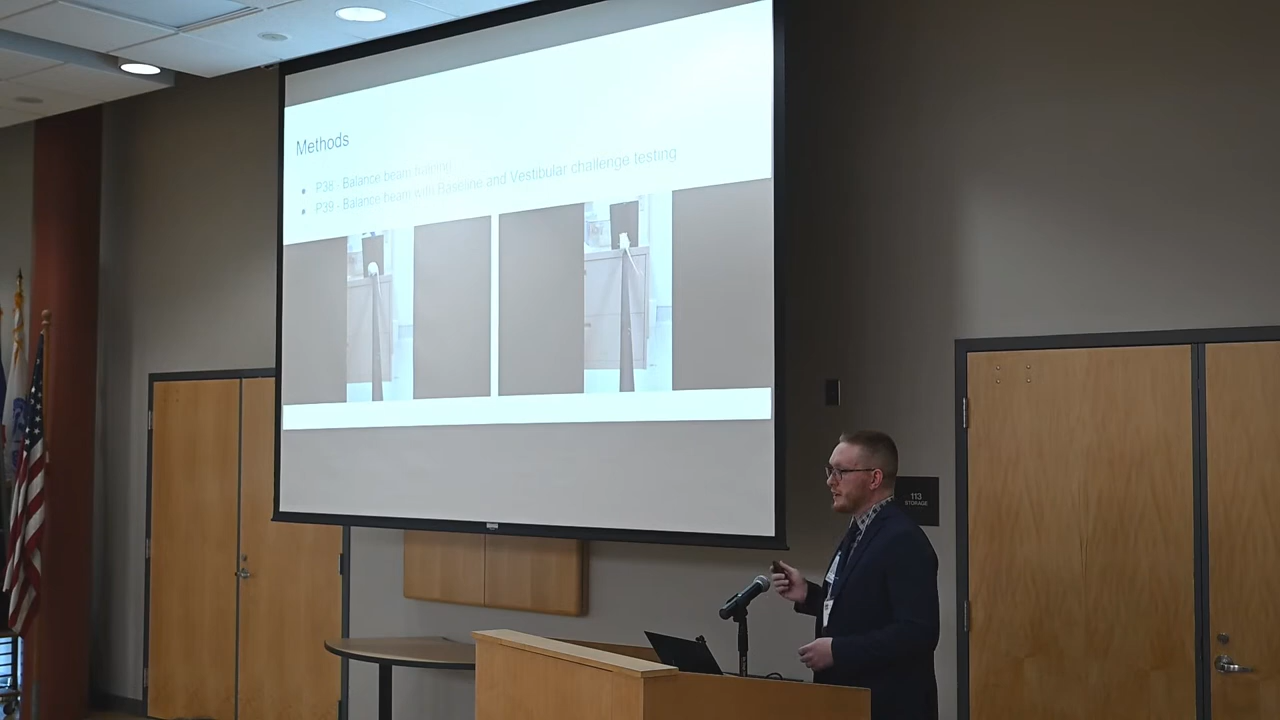 Methods
• P38 - Balance beam training
• P39 - Balance beam with Baseline and Vestibular challenge testing
113
STORAGE